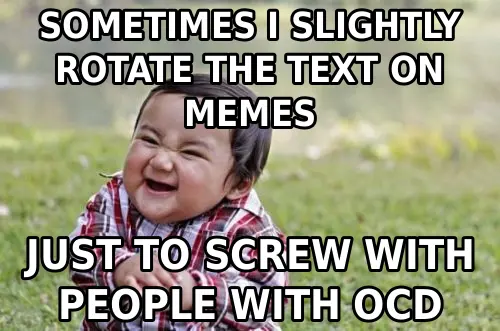 SOMETIMES I SLIGHTLY
ROTATE THE TEXT ON
MEMES
JUST TO SCREW WITH
PEOPLE WITH OCD